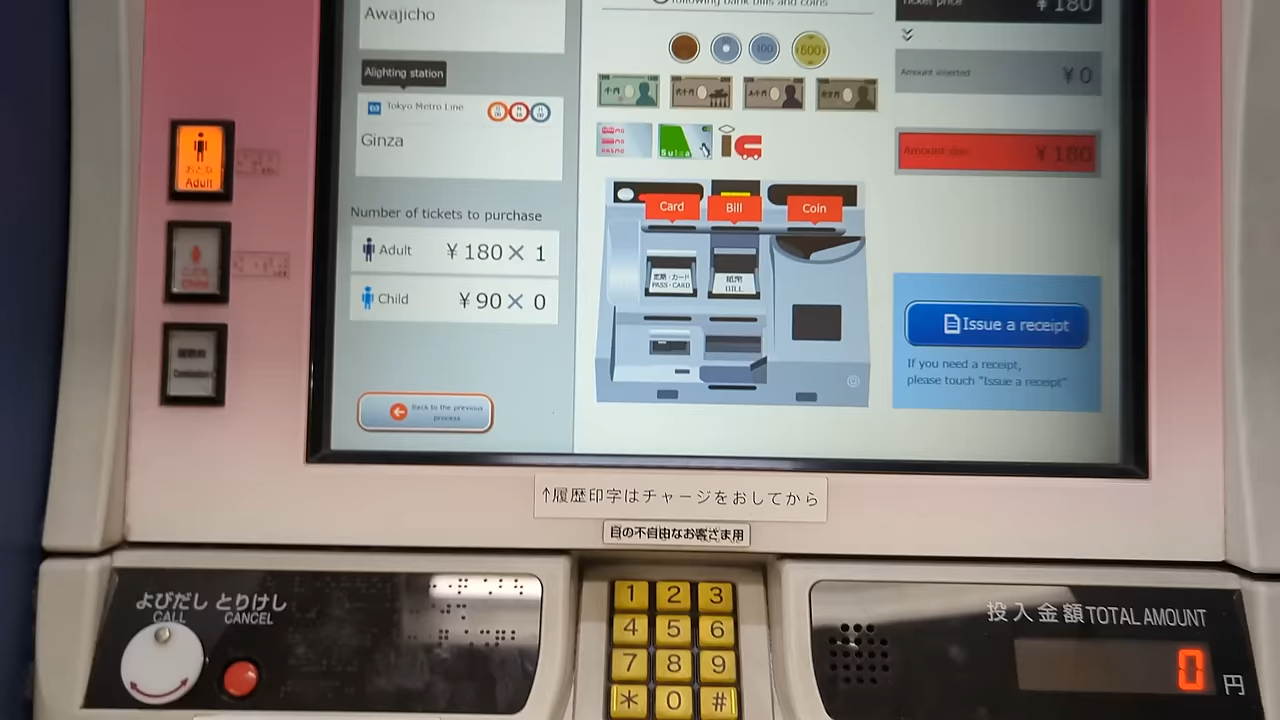 Awajicho
Alighting station
Tokyo Metro Line
Ginza
Number of tickets to purchase
Adult ¥180×1
Child ¥90×0
Back to the previous
process
following bank bills and coins
100
500
Suica
Card
Bill
Coin
定期・カード
PASS・CARD
紙幣
BILL
Ticket price ¥180
Amount inserted ¥0
Amount due ¥180
Issue a receipt
If you need a receipt,
please touch "Issue a receipt".
おとな
Adult
こども
Child
↑履歴印字はチャージをおしてから
目の不自由なお客さま用
よびだし とりけし
CALL CANCEL
1 2 3
4 5 6
7 8 9
* 0 #
投入金額 TOTAL AMOUNT
0 円